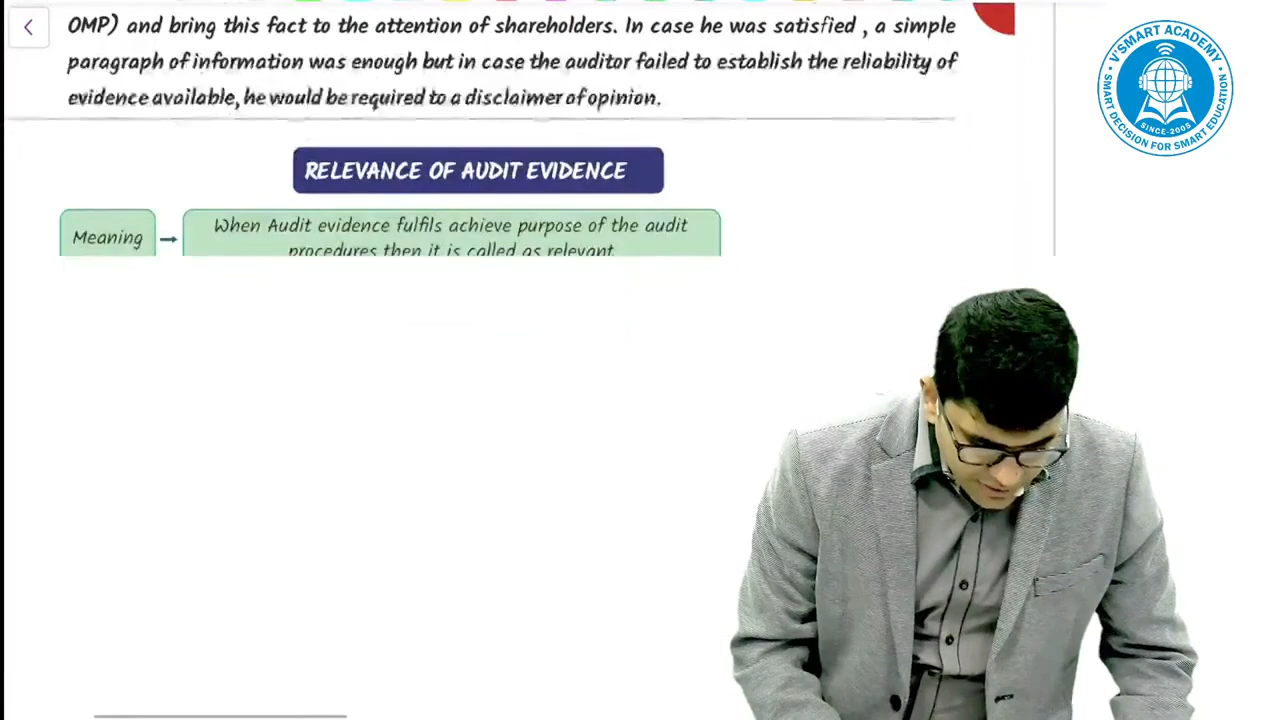 OMP) and bring this fact to the attention of shareholders. In case he was satisfied , a simple
paragraph of information was enough but in case the auditor failed to establish the reliability of
evidence available, he would be required to a disclaimer of opinion.
RELEVANCE OF AUDIT EVIDENCE
Meaning
When Audit evidence fulfils achieve purpose of the audit
procedures then it is called as relevant
V'SMART ACADEMY
SINCE-2005
SMART DECISION FOR SMART EDUCATION